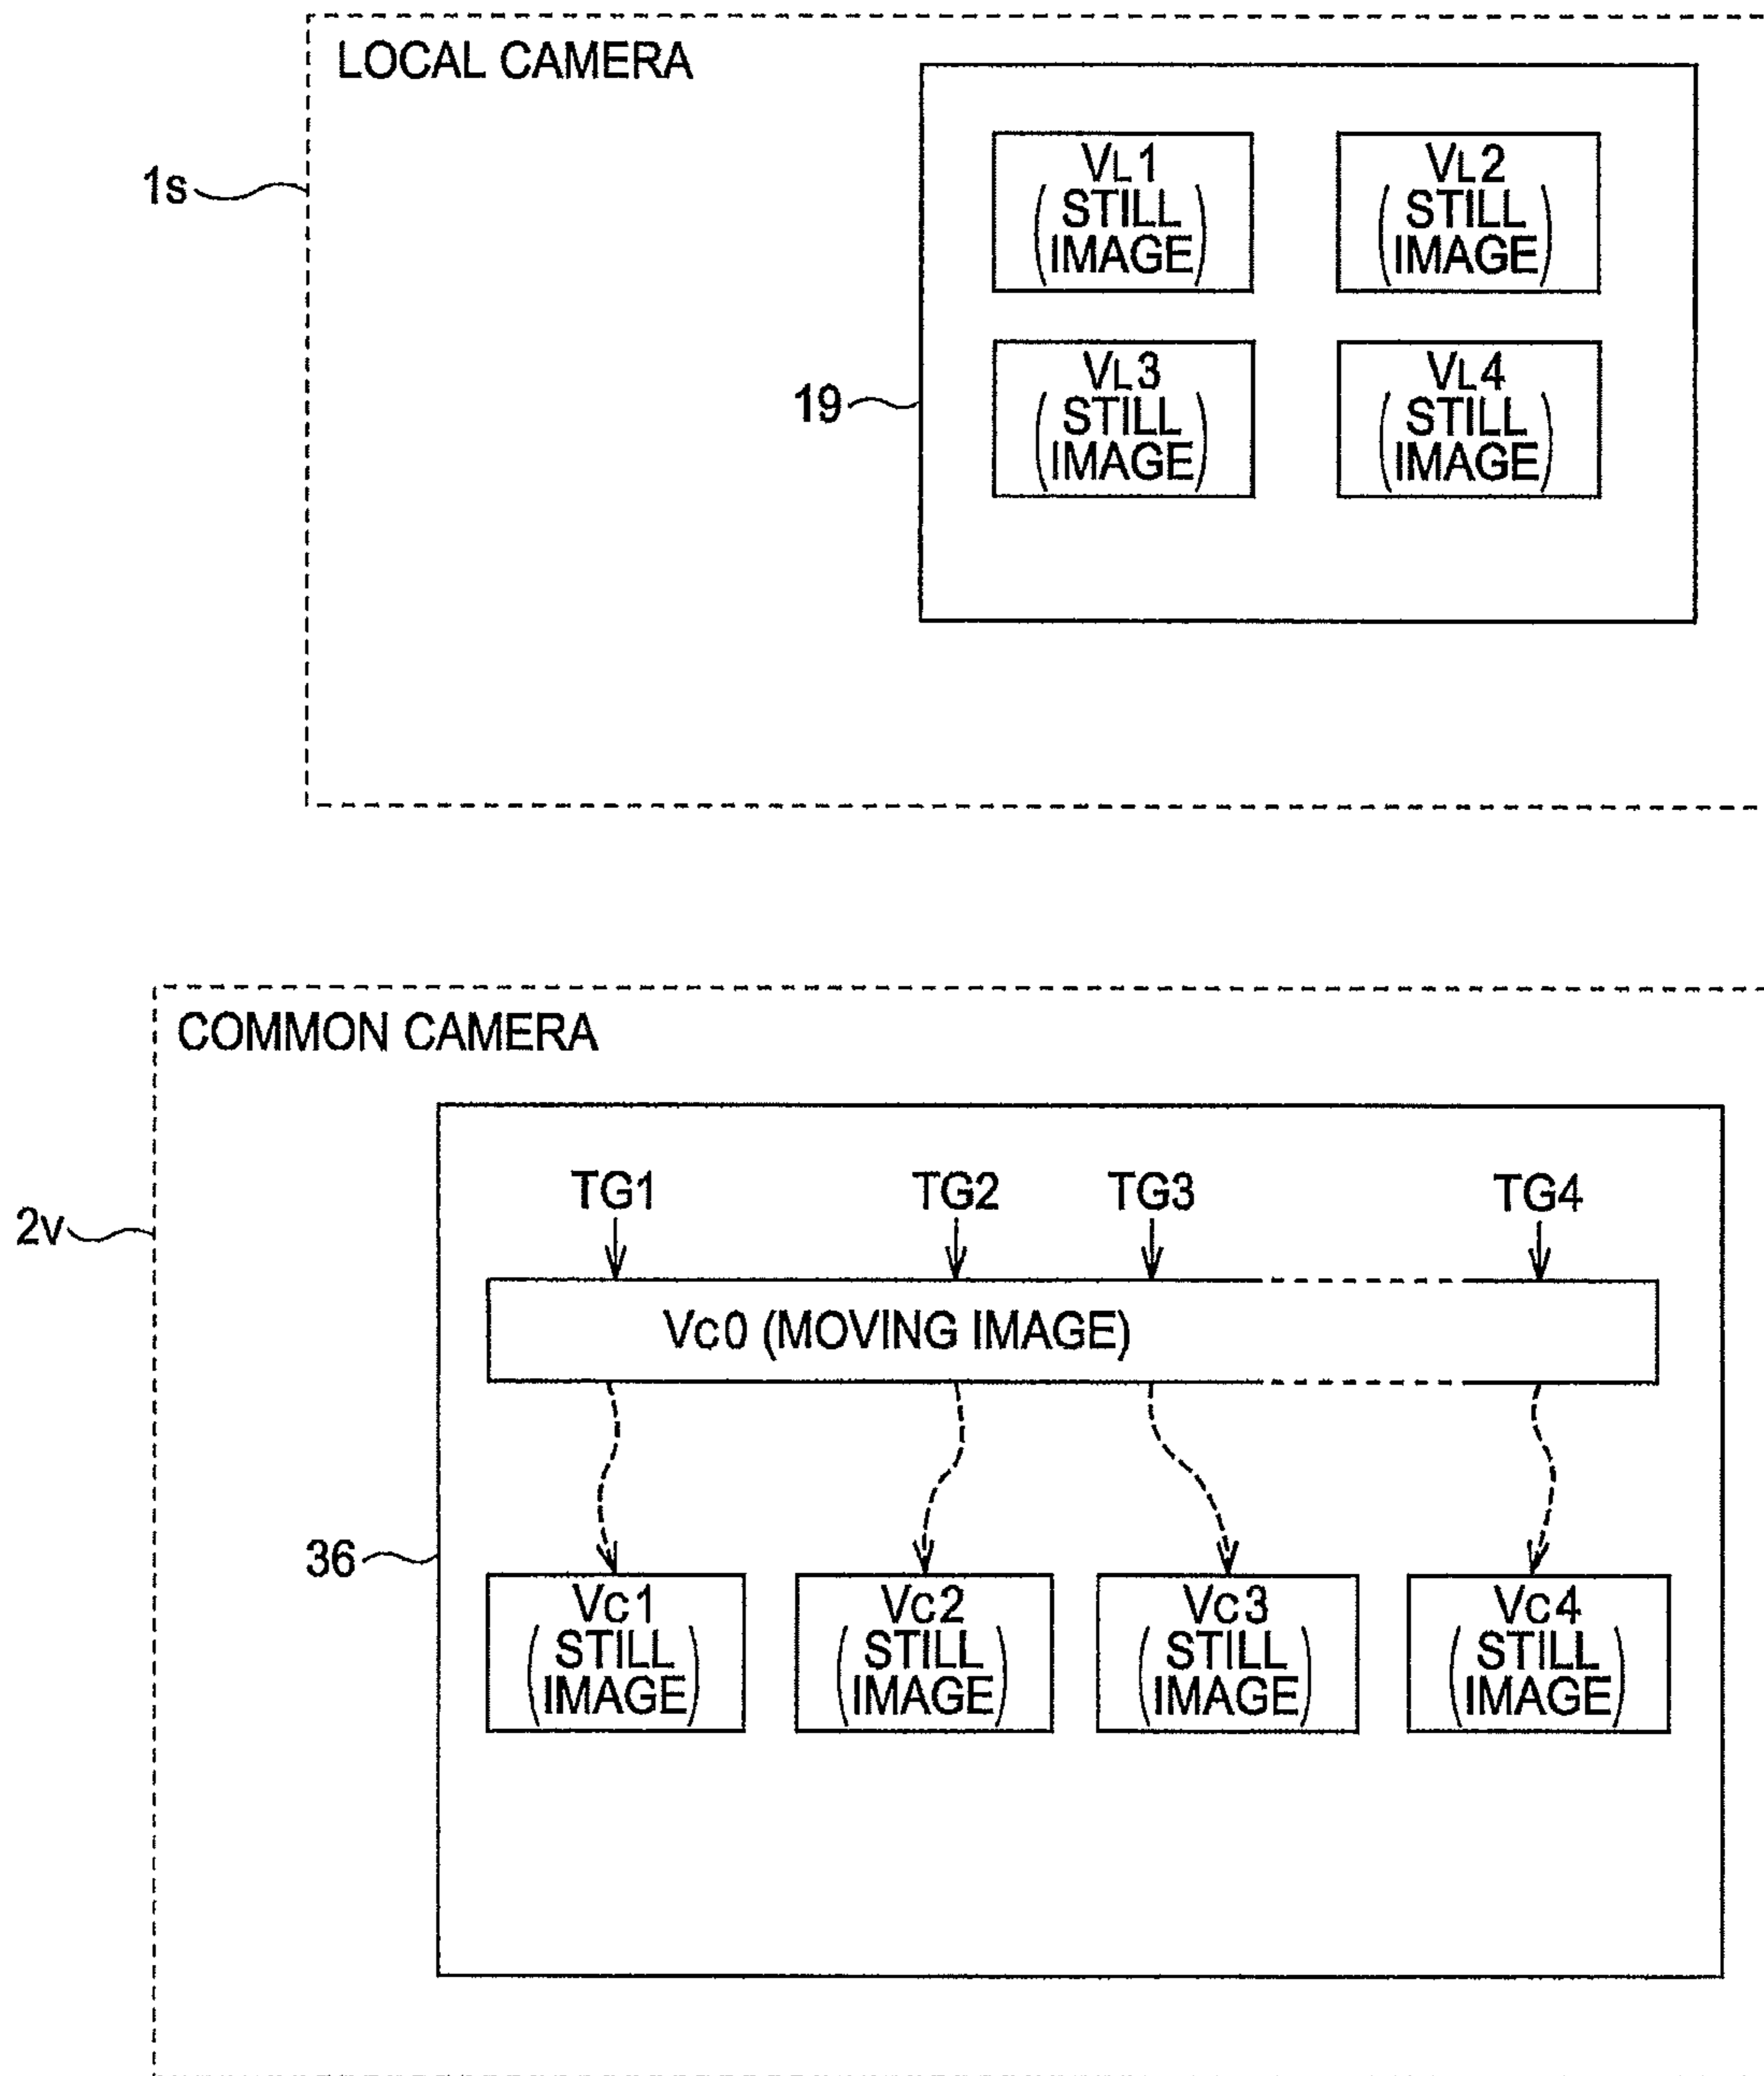 LOCAL CAMERA
1s
VL1
(STILL
IMAGE)
VL2
(STILL
IMAGE)
19
VL3
(STILL
IMAGE)
VL4
(STILL
IMAGE)
COMMON CAMERA
2v
TG1 TG2 TG3 TG4
VC0 (MOVING IMAGE)
36
VC1
(STILL
IMAGE)
VC2
(STILL
IMAGE)
VC3
(STILL
IMAGE)
VC4
(STILL
IMAGE)